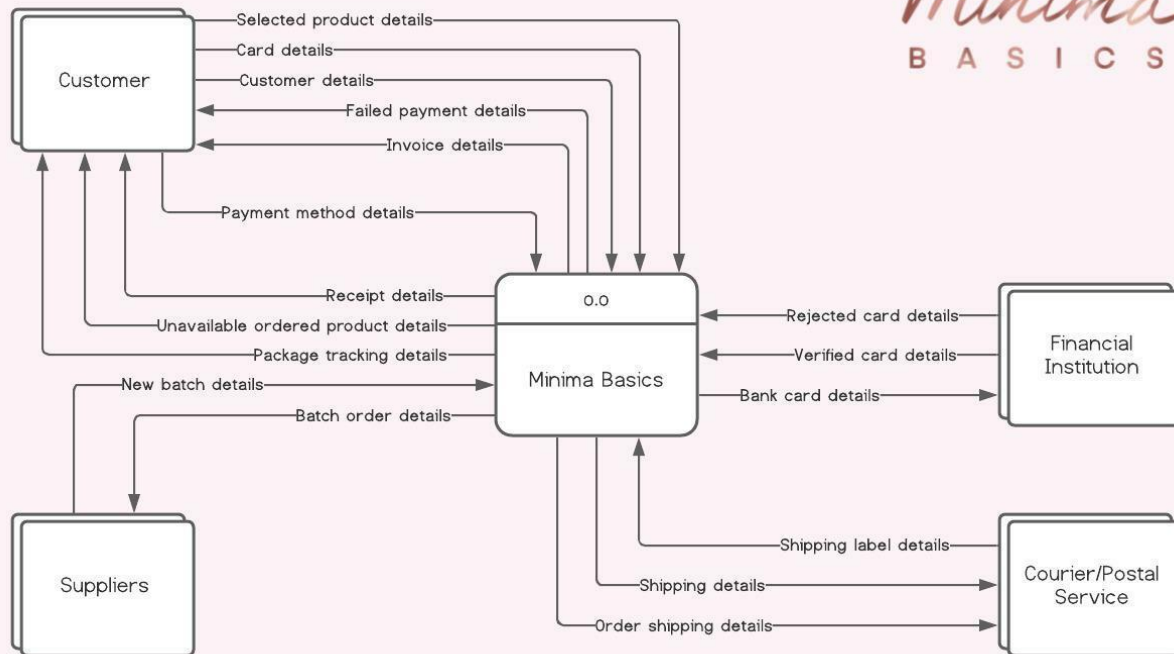 Minima
BASICS
Selected product details
Card details
Customer details
Failed payment details
Invoice details
Customer
Payment method details
Receipt details
Unavailable ordered product details
Package tracking details
New batch details
Batch order details
0.0
Minima Basics
Rejected card details
Verified card details
Bank card details
Financial
Institution
Suppliers
Shipping label details
Shipping details
Order shipping details
Courier/Postal
Service